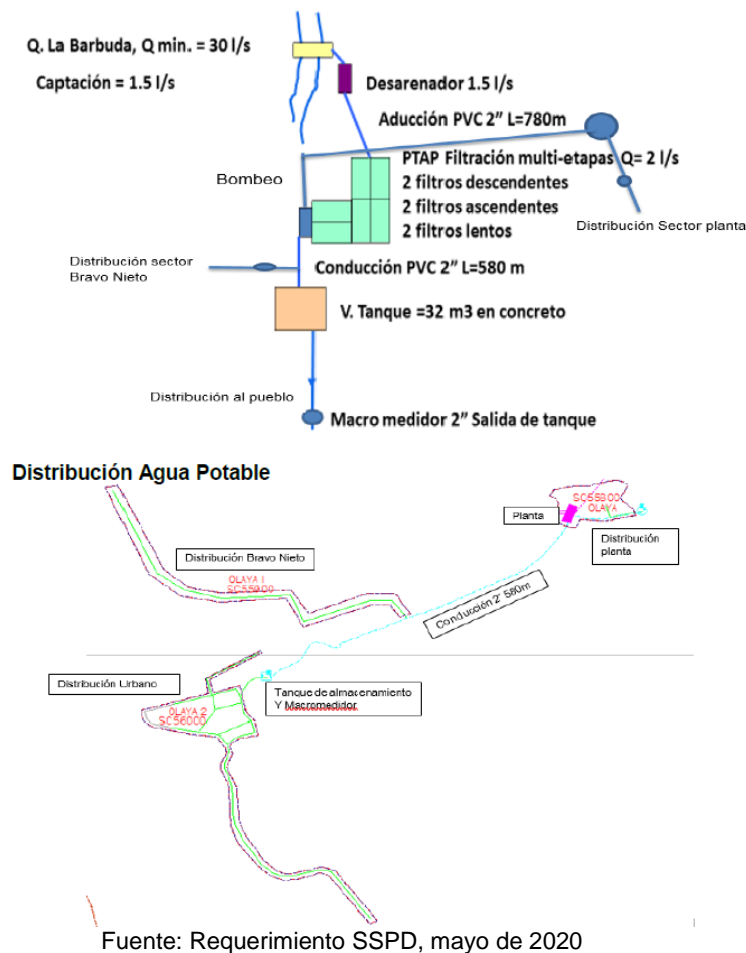 Q. La Barbuda, Q min. = 30 l/s
Captación = 1.5 l/s
Desarenador 1.5 l/s
Aducción PVC 2” L=780m
PTAP Filtración multi-etapas Q= 2 l/s
Bombeo
2 filtros descendentes
2 filtros ascendentes
Distribución Sector planta
2 filtros lentos
Distribución sector
Bravo Nieto
Conducción PVC 2” L=580 m
V. Tanque =32 m3 en concreto
Distribución al pueblo
Macro medidor 2” Salida de tanque
Distribución Agua Potable
SC55900
OLAYA
Planta
Distribución
planta
Distribución Bravo Nieto
OLAYA 1
SC55900
Conducción 2" 580m
Distribución Urbano
Tanque de almacenamiento
Y Macromedidor
OLAYA 2
SC56000
Fuente: Requerimiento SSPD, mayo de 2020